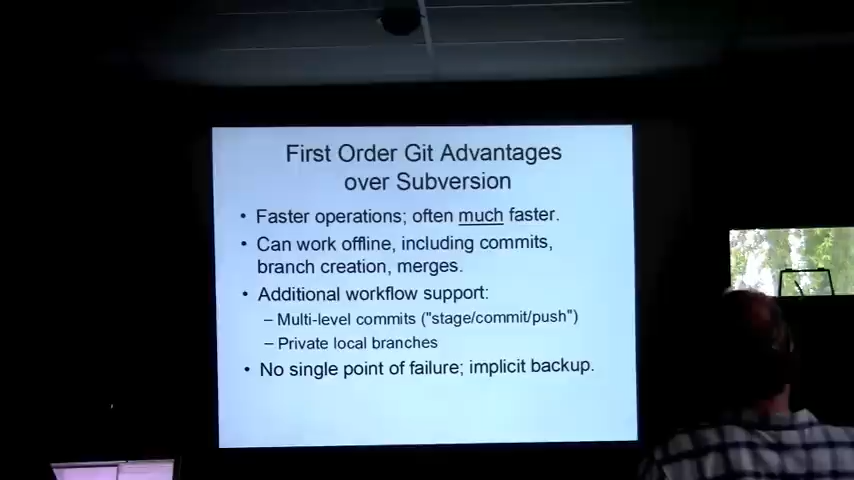 First Order Git Advantages
over Subversion
• Faster operations; often much faster.
• Can work offline, including commits,
branch creation, merges.
• Additional workflow support:
– Multi-level commits ("stage/commit/push")
– Private local branches
• No single point of failure; implicit backup.